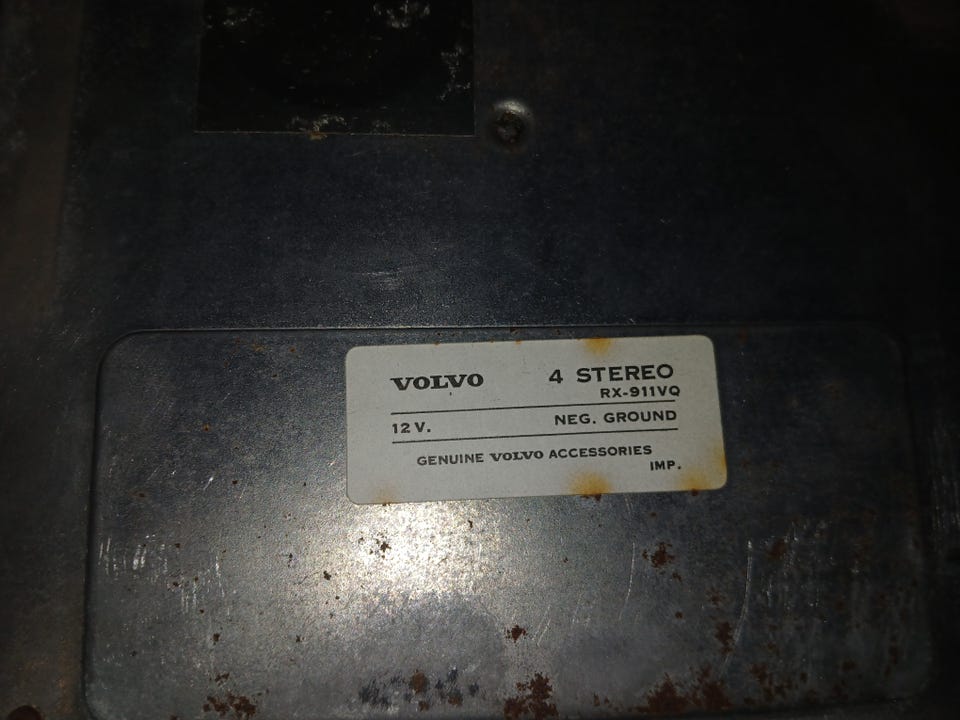 VOLVO 4 STEREO
RX-911VQ
12 V. NEG. GROUND
GENUINE VOLVO ACCESSORIES
IMP.